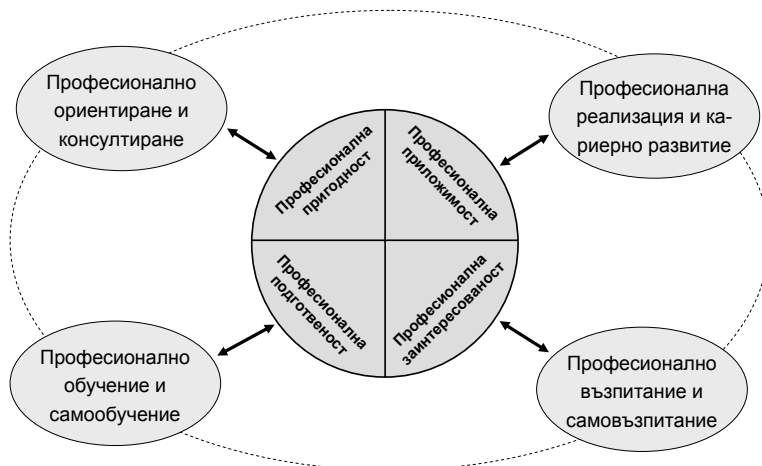 Професионално
ориентиране и
консултиране
Професионална
реализация и ка-
риерно развитие
Професионална
пригодност
Професионална
приложимост
Професионална
подготвеност
Професионална
заинтересованост
Професионално
обучение и
самообучение
Професионално
възпитание и
самовъзпитание